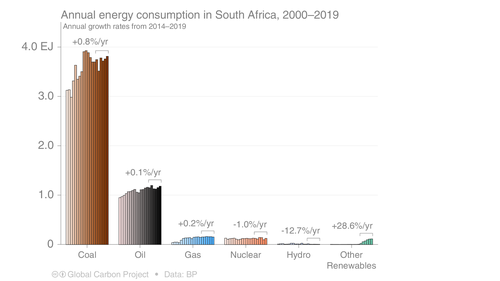 Annual energy consumption in South Africa, 2000–2019
Annual growth rates from 2014–2019
4.0 EJ
+0.8%/yr
3.0
2.0
+0.1%/yr
1.0
+0.2%/yr
-1.0%/yr
-12.7%/yr
+28.6%/yr
0
Coal
Oil
Gas
Nuclear
Hydro
Other
Renewables
Global Carbon Project • Data: BP